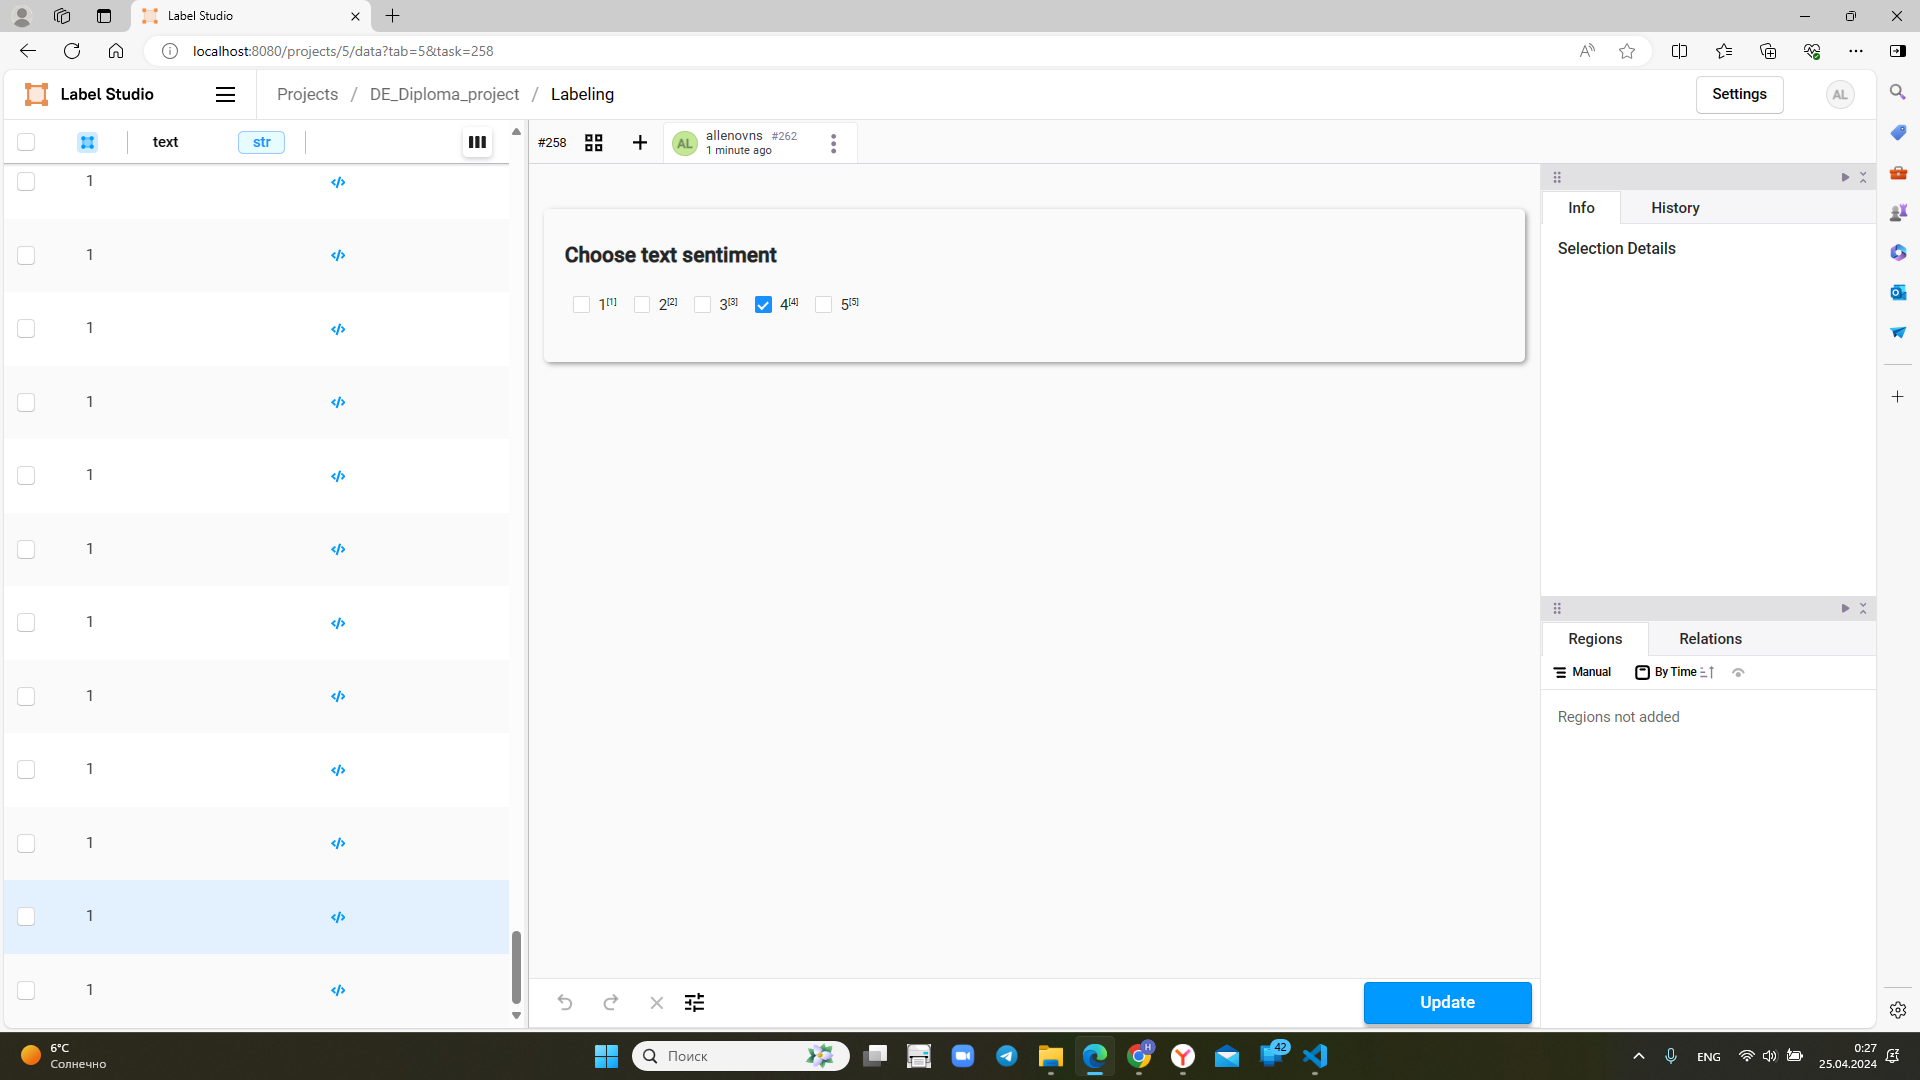 Label Studio
localhost:8080/projects/5/data?tab=5&task=258
Label Studio
Projects / DE_Diploma_project / Labeling
Settings
AL
text
str
#258
AL
allenovns #262
1 minute ago
1
1
1
1
1
1
1
1
1
1
1
1
Choose text sentiment
1[1] 2[2] 3[3] 4[4] 5[5]
Info
History
Selection Details
Regions
Relations
Manual
By Time
Regions not added
Update
6°C
Солнечно
Поиск
H
42
ENG
0:27
25.04.2024